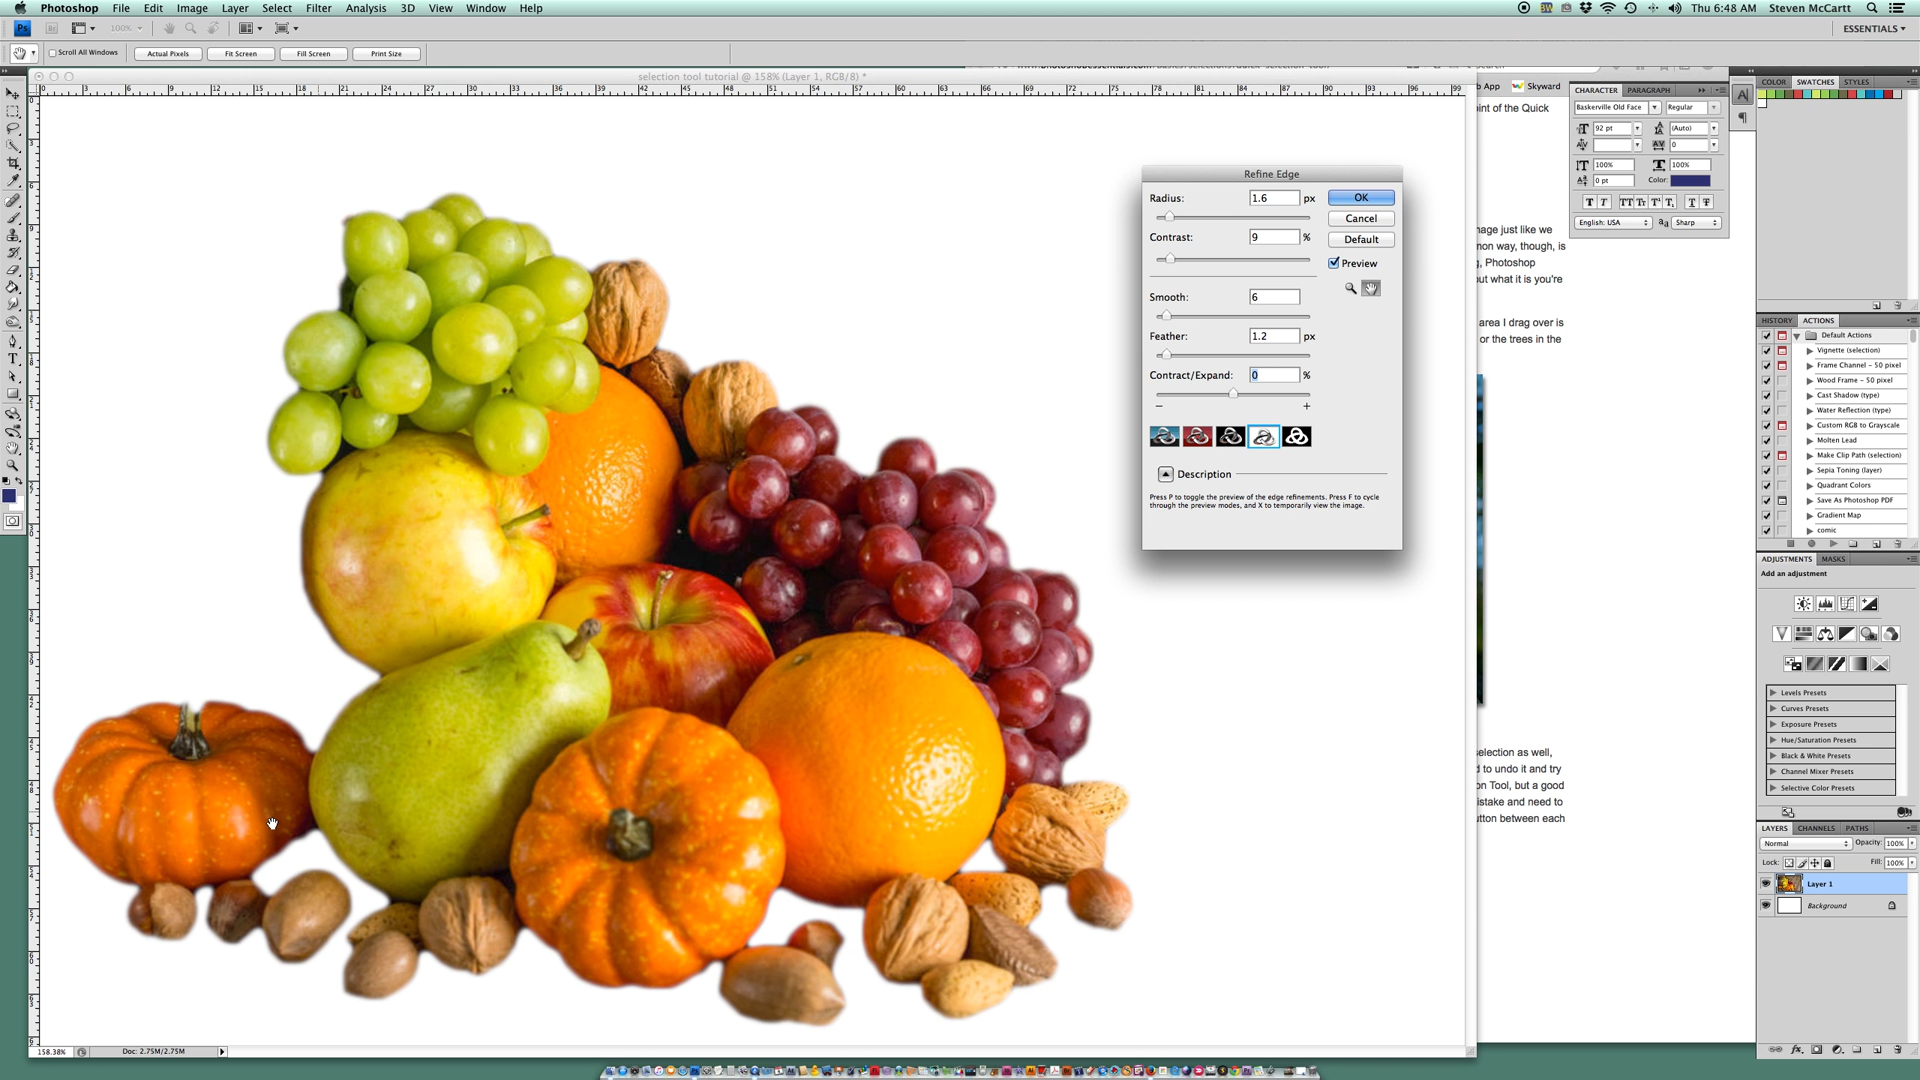 Photoshop File Edit Image Layer Select Filter Analysis 3D View Window Help
Thu 6:48 AM Steven McCartt
100%
ESSENTIALS
Scroll All Windows Actual Pixels Fit Screen Fill Screen Print Size
selection tool tutorial @ 158% (Layer 1, RGB/8) *
b App Skyward
int of the Quick
nage just like we
non way, though, is
g, Photoshop
out what it is you're
area I drag over is
or the trees in the
selection as well,
d to undo it and try
on Tool, but a good
istake and need to
utton between each
Refine Edge
Radius: 1.6 px
OK
Cancel
Contrast: 9 %
Default
Preview
Smooth: 6
Feather: 1.2 px
Contract/Expand: 0 %
− +
Description
Press P to toggle the preview of the edge refinements. Press F to cycle
through the preview modes, and X to temporarily view the image.
CHARACTER PARAGRAPH
Baskerville Old Face Regular
92 pt (Auto)
0
100% 100%
0 pt Color:
English: USA Sharp
COLOR SWATCHES STYLES
HISTORY ACTIONS
Default Actions
Vignette (selection)
Frame Channel - 50 pixel
Wood Frame - 50 pixel
Cast Shadow (type)
Water Reflection (type)
Custom RGB to Grayscale
Molten Lead
Make Clip Path (selection)
Sepia Toning (layer)
Quadrant Colors
Save As Photoshop PDF
Gradient Map
comic
ADJUSTMENTS MASKS
Add an adjustment
Levels Presets
Curves Presets
Exposure Presets
Hue/Saturation Presets
Black & White Presets
Channel Mixer Presets
Selective Color Presets
LAYERS CHANNELS PATHS
Normal Opacity: 100%
Lock: Fill: 100%
Layer 1
Background
158.38% Doc: 2.75M/2.75M